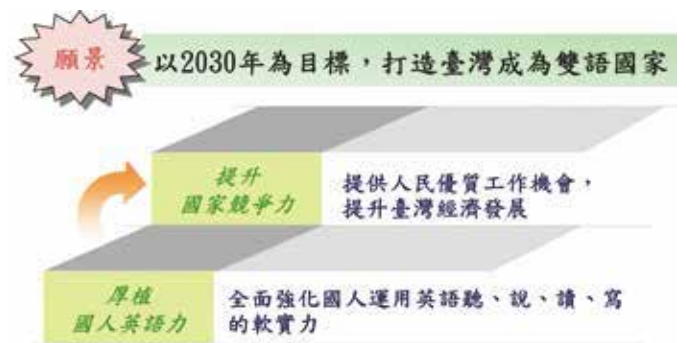 願景
以2030年為目標，打造臺灣成為雙語國家
提升
國家競爭力
提供人民優質工作機會，
提升臺灣經濟發展
厚植
國人英語力
全面強化國人運用英語聽、說、讀、寫
的軟實力